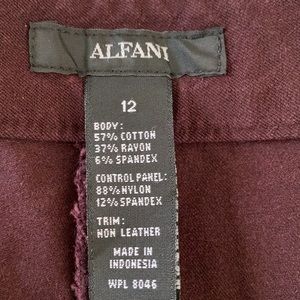 ALFANI
12
BODY:
57% COTTON
37% RAYON
6% SPANDEX
CONTROL PANEL:
88% NYLON
12% SPANDEX
TRIM:
NON LEATHER
MADE IN
INDONESIA
WPL 8046